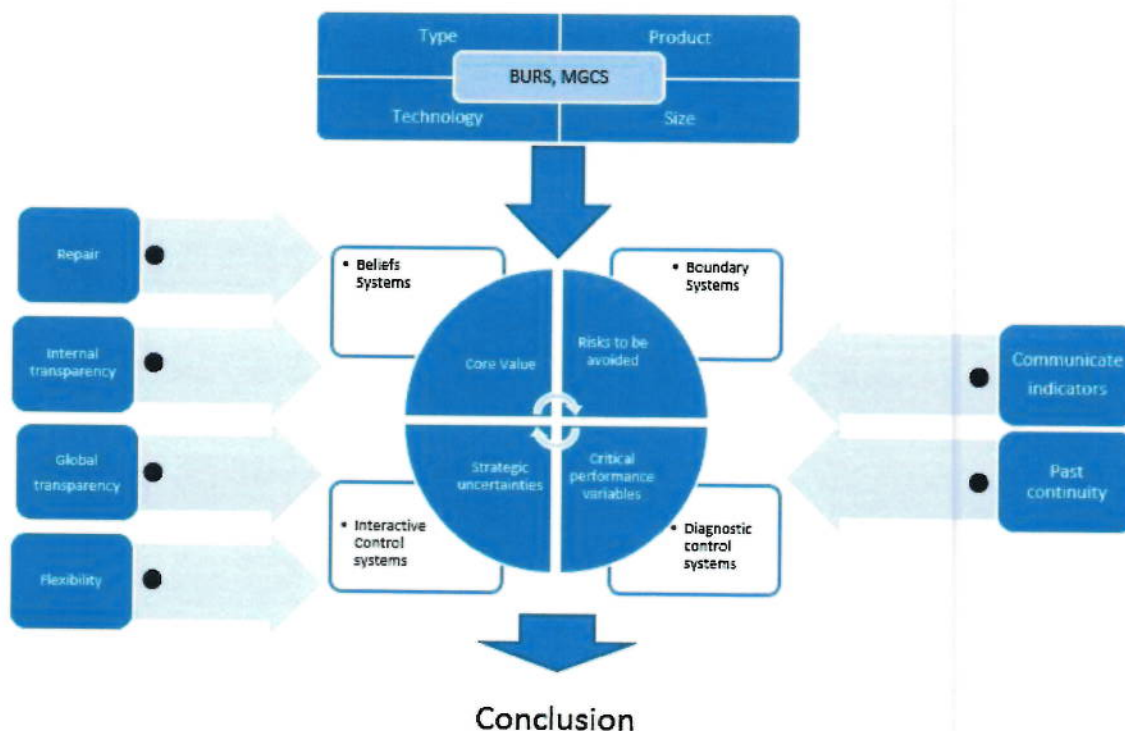 Type
Product
BURS, MGCS
Technology
Size
Repair
Internal
transparency
Global
transparency
Flexibility
• Beliefs
Systems
• Boundary
Systems
Core Value
Risks to be
avoided
Strategic
uncertainties
Critical
performance
variables
• Interactive
Control
systems
• Diagnostic
control
systems
Communicate
indicators
Past
continuity
Conclusion